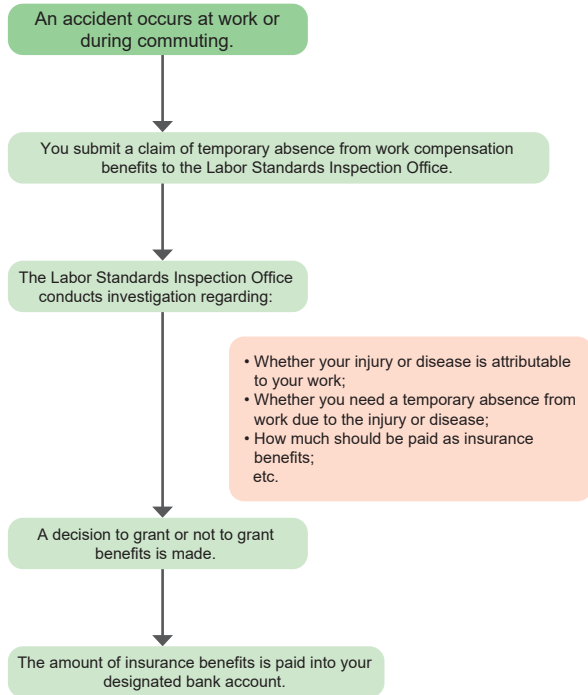 An accident occurs at work or
during commuting.
You submit a claim of temporary absence from work compensation
benefits to the Labor Standards Inspection Office.
The Labor Standards Inspection Office
conducts investigation regarding:
• Whether your injury or disease is attributable
to your work;
• Whether you need a temporary absence from
work due to the injury or disease;
• How much should be paid as insurance
benefits;
etc.
A decision to grant or not to grant
benefits is made.
The amount of insurance benefits is paid into your
designated bank account.